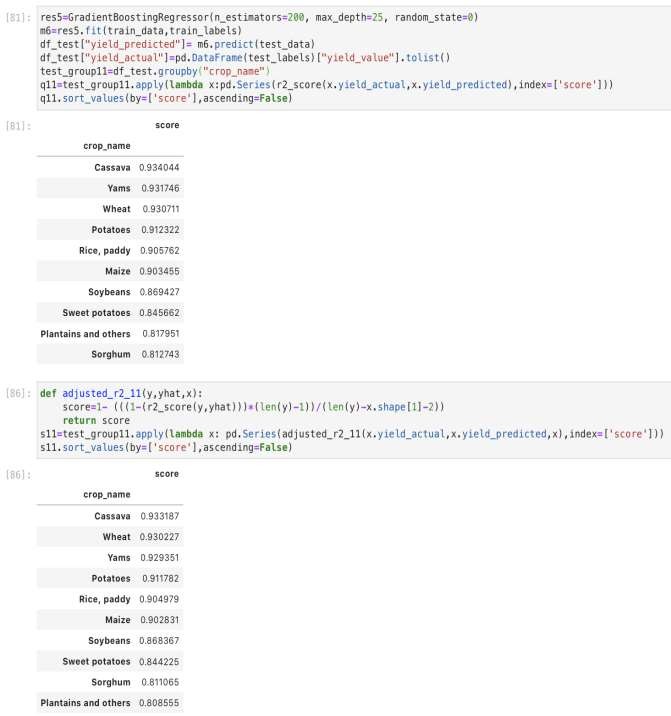 [81]: res5=GradientBoostingRegressor(n_estimators=200, max_depth=25, random_state=0)
m6=res5.fit(train_data,train_labels)
df_test["yield_predicted"]= m6.predict(test_data)
df_test["yield_actual"]=pd.DataFrame(test_labels)["yield_value"].tolist()
test_group11=df_test.groupby("crop_name")
q11=test_group11.apply(lambda x:pd.Series(r2_score(x.yield_actual,x.yield_predicted),index=['score']))
q11.sort_values(by=['score'],ascending=False)
[81]: score
crop_name
Cassava 0.934044
Yams 0.931746
Wheat 0.930711
Potatoes 0.912322
Rice, paddy 0.905762
Maize 0.903455
Soybeans 0.869427
Sweet potatoes 0.845662
Plantains and others 0.817951
Sorghum 0.812743
[86]: def adjusted_r2_11(y,yhat,x):
    score=1- (((1-(r2_score(y,yhat)))*(len(y)-1))/(len(y)-x.shape[1]-2))
    return score
s11=test_group11.apply(lambda x: pd.Series(adjusted_r2_11(x.yield_actual,x.yield_predicted,x),index=['score']))
s11.sort_values(by=['score'],ascending=False)
[86]: score
crop_name
Cassava 0.933187
Wheat 0.930227
Yams 0.929351
Potatoes 0.911782
Rice, paddy 0.904979
Maize 0.902831
Soybeans 0.868367
Sweet potatoes 0.844225
Sorghum 0.811065
Plantains and others 0.808555